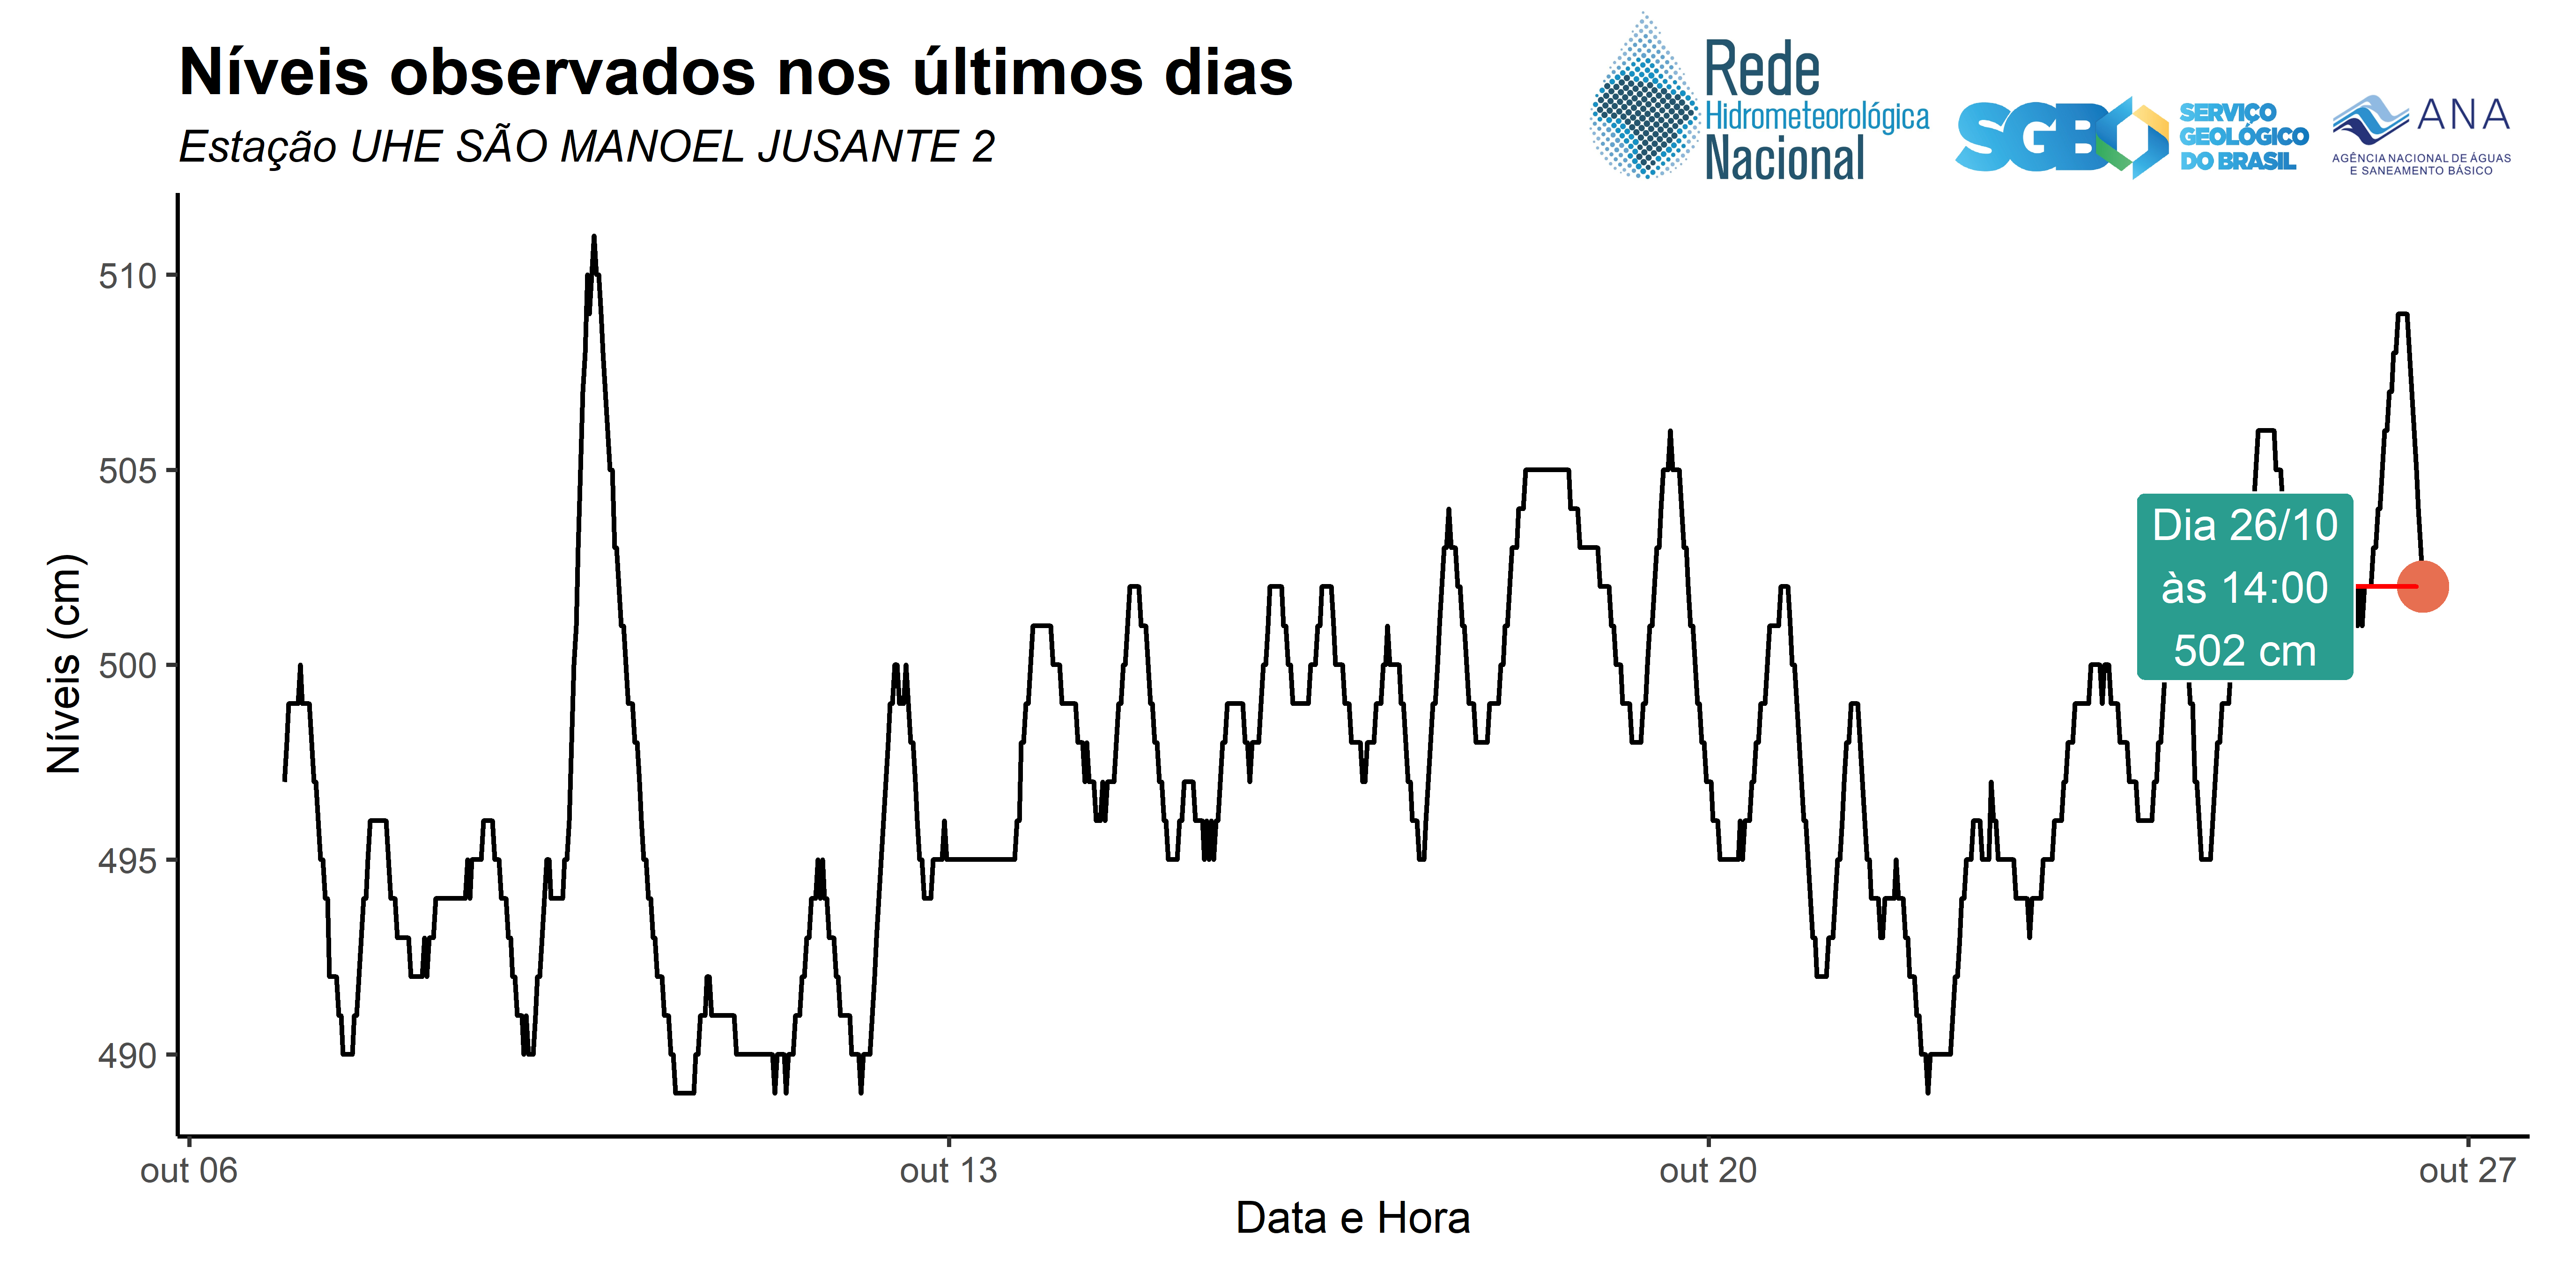 Níveis observados nos últimos dias
Estação UHE SÃO MANOEL JUSANTE 2
Rede
Hidrometeorológica
Nacional
SGB
SERVIÇO
GEOLÓGICO
DO BRASIL
ANA
AGÊNCIA NACIONAL DE ÁGUAS
E SANEAMENTO BÁSICO
Níveis (cm)
510
505
500
495
490
Dia 26/10
às 14:00
502 cm
out 06
out 13
out 20
out 27
Data e Hora